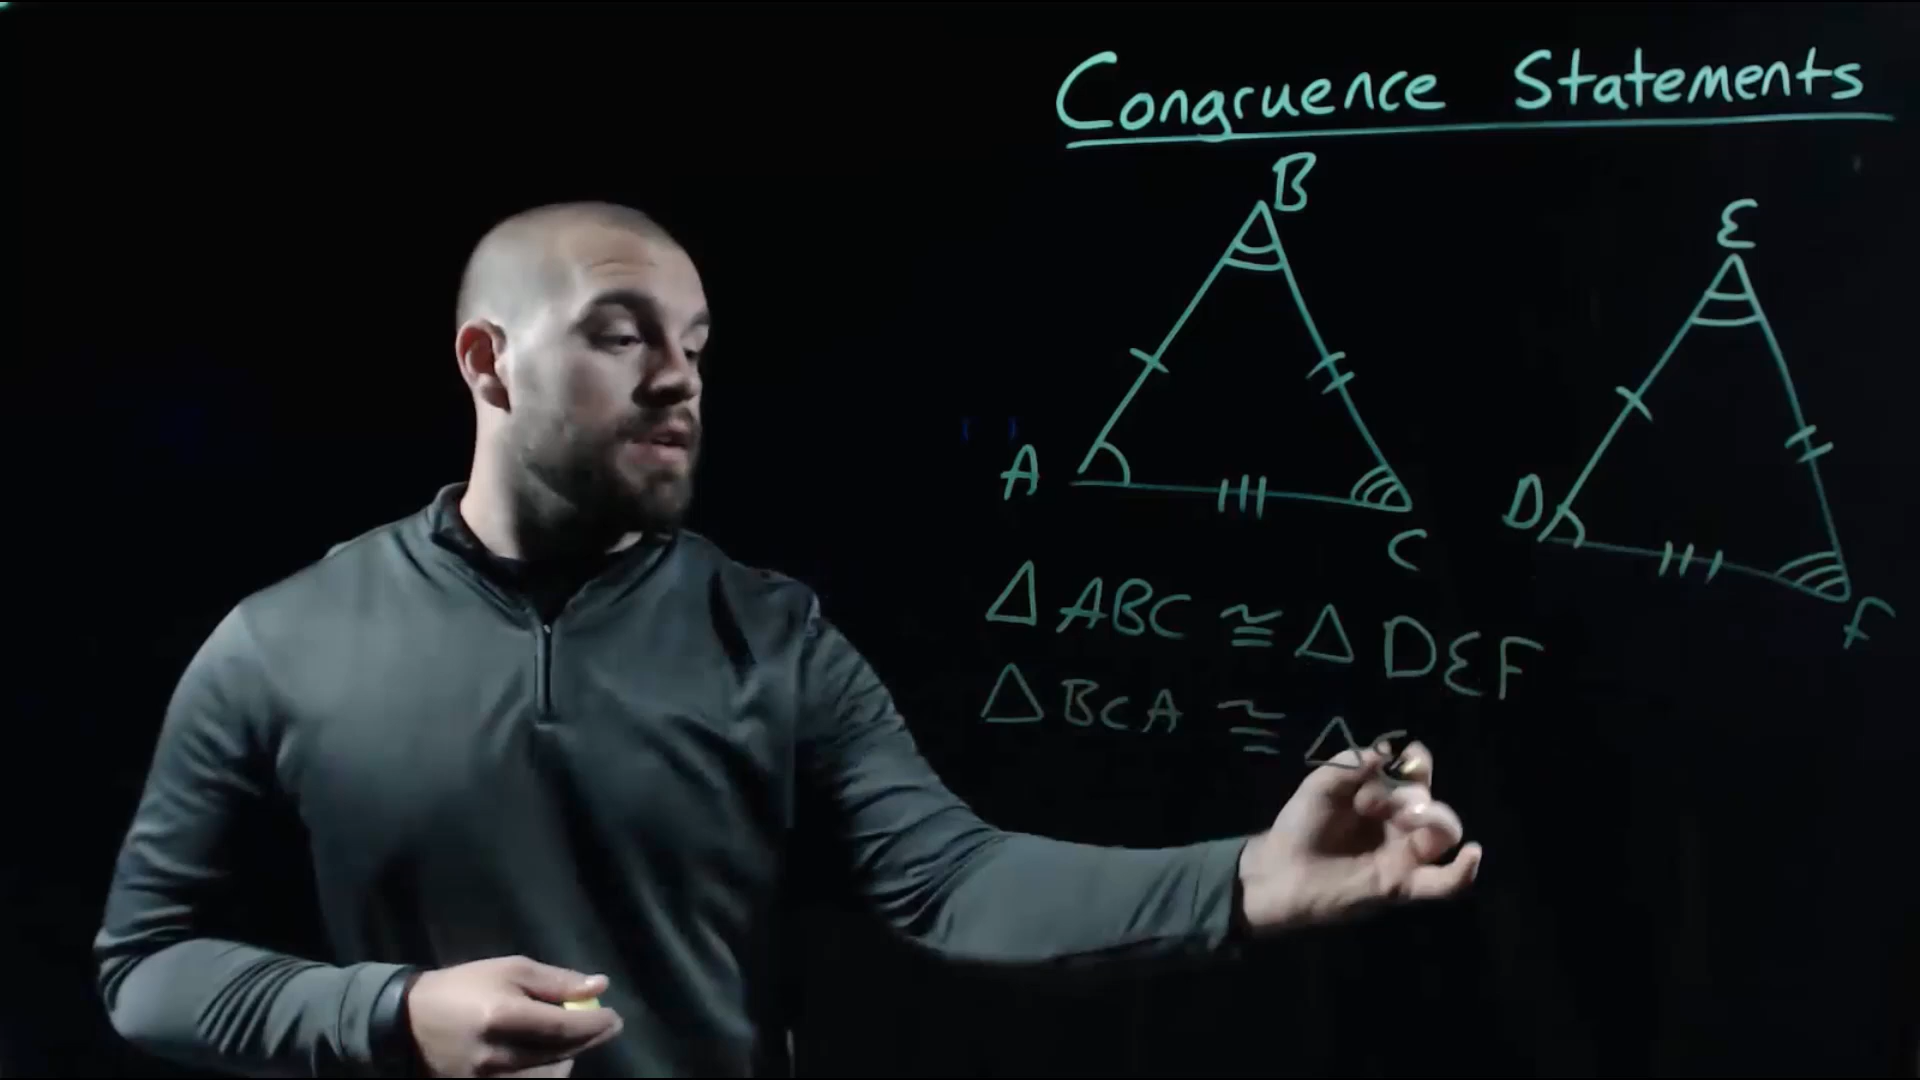 Congruence Statements
B
E
A
D
C
F
△ABC ≅ △DEF
△BCA ≅ △